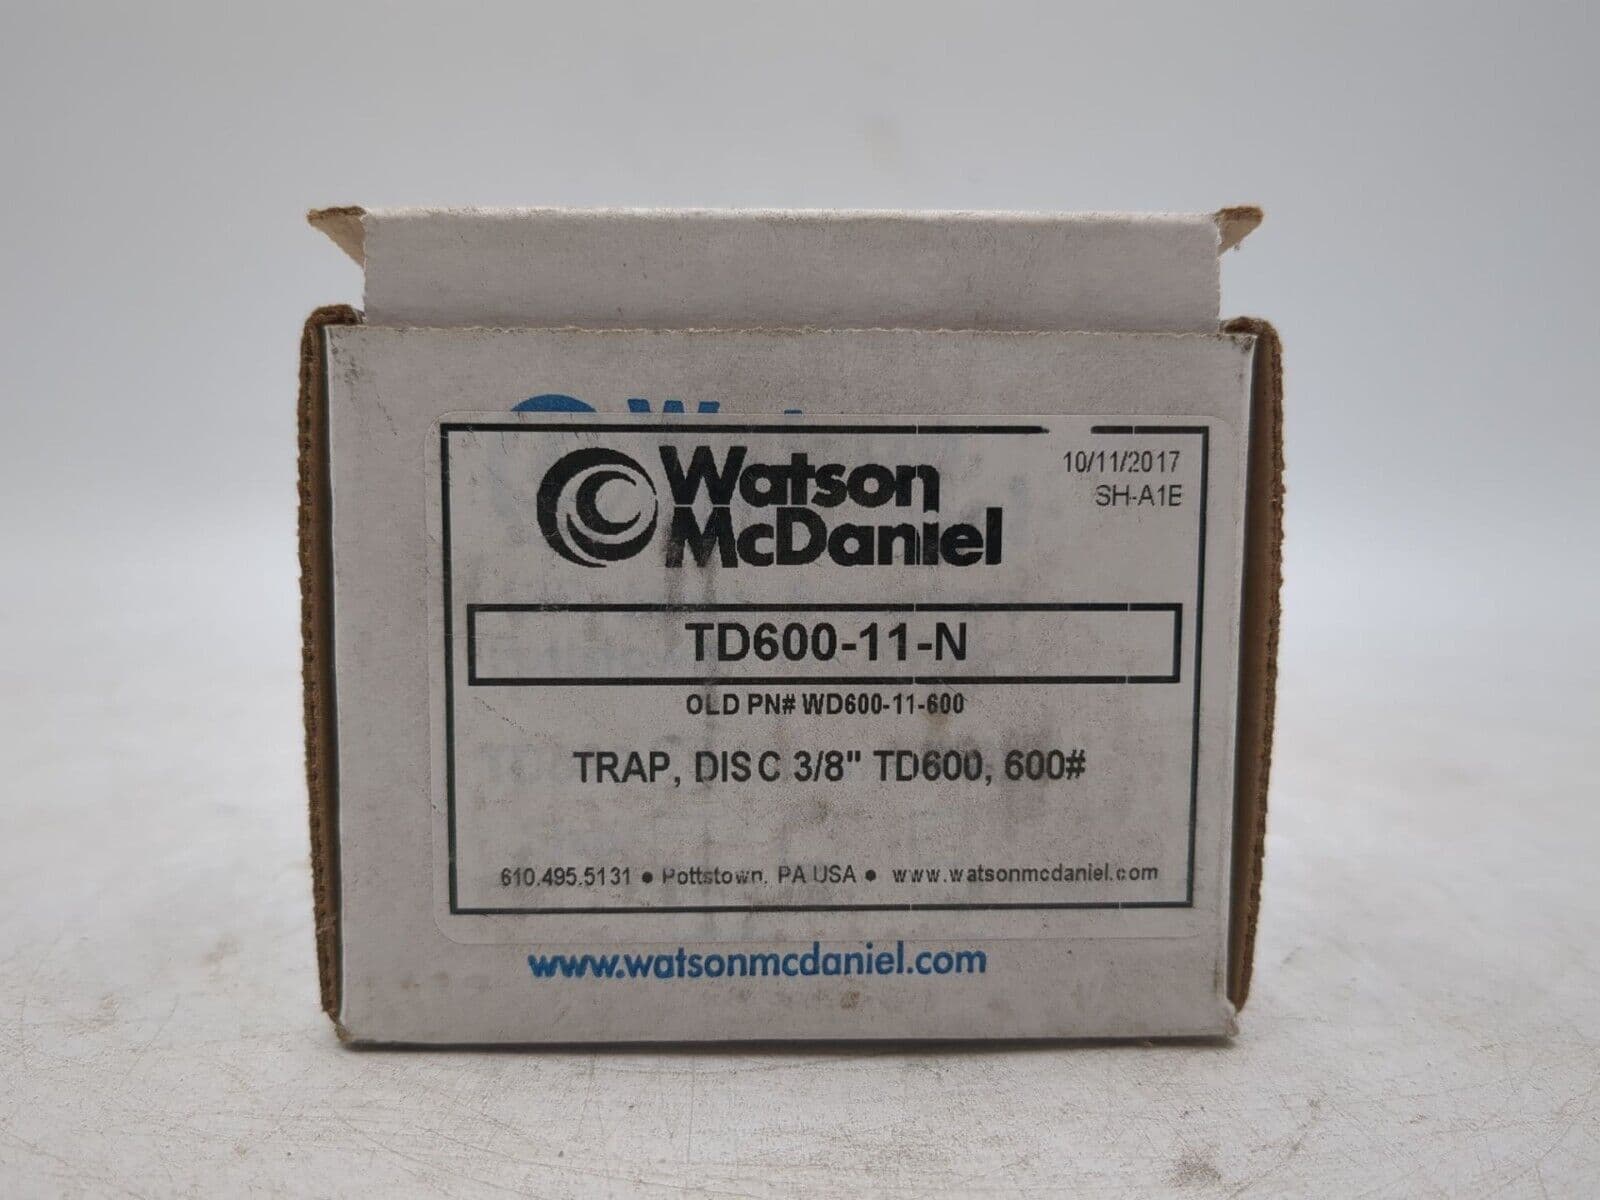 Watson
McDaniel
10/11/2017
SH-A1E
TD600-11-N
OLD PN# WD600-11-600
TRAP, DISC 3/8" TD600, 600#
610.495.5131 ● Pottstown, PA USA ● www.watsonmcdaniel.com
www.watsonmcdaniel.com